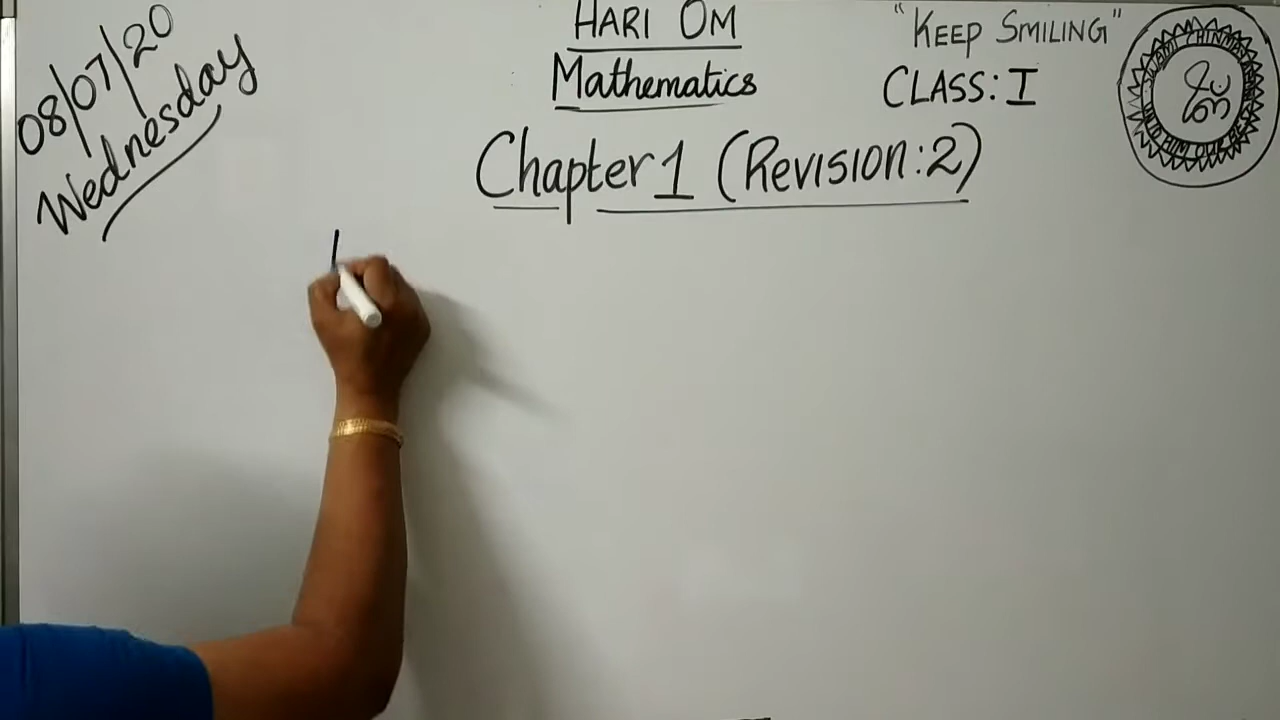 08/07/20
Wednesday
HARI OM
Mathematics
"KEEP SMILING"
CLASS: I
Chapter 1 (REVISION:2)